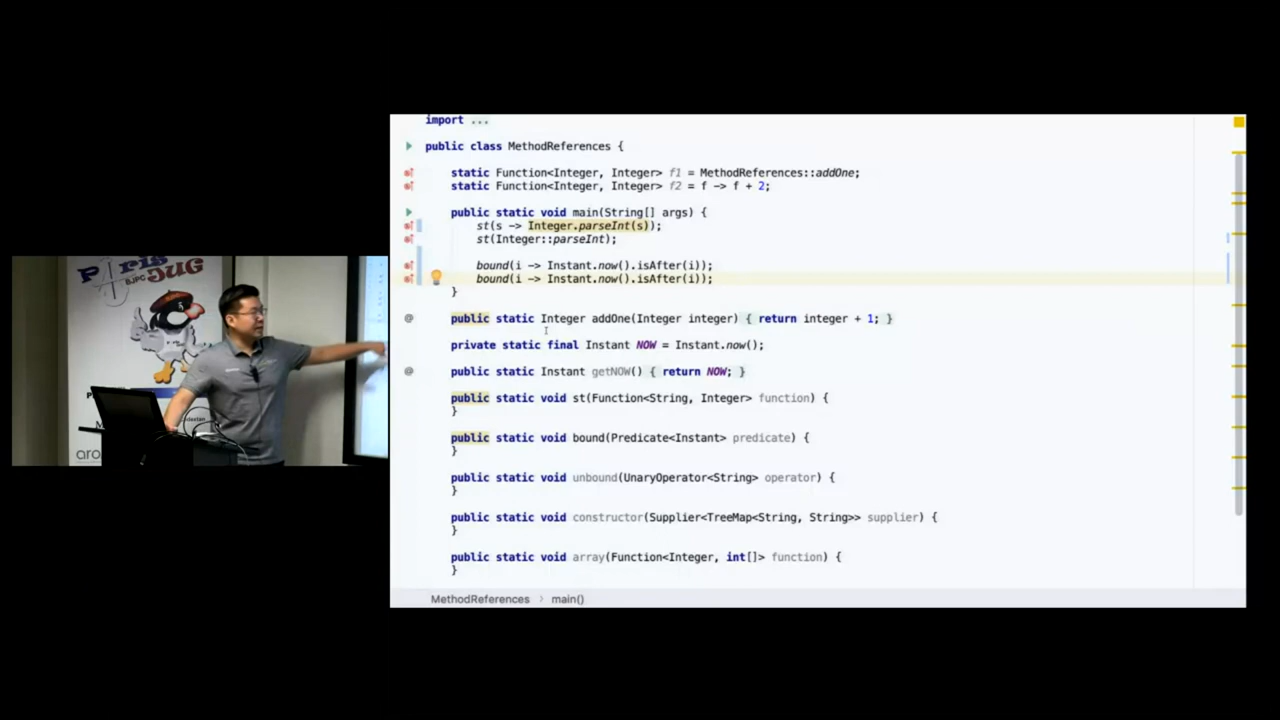 Paris
JUG
BJPC
aro
import ...
public class MethodReferences {
static Function<Integer, Integer> f1 = MethodReferences::addOne;
static Function<Integer, Integer> f2 = f -> f + 2;
public static void main(String[] args) {
st(s -> Integer.parseInt(s));
st(Integer::parseInt);
bound(i -> Instant.now().isAfter(i));
bound(i -> Instant.now().isAfter(i));
}
public static Integer addOne(Integer integer) { return integer + 1; }
private static final Instant NOW = Instant.now();
public static Instant getNOW() { return NOW; }
public static void st(Function<String, Integer> function) {
}
public static void bound(Predicate<Instant> predicate) {
}
public static void unbound(UnaryOperator<String> operator) {
}
public static void constructor(Supplier<TreeMap<String, String>> supplier) {
}
public static void array(Function<Integer, int[]> function) {
}
MethodReferences › main()